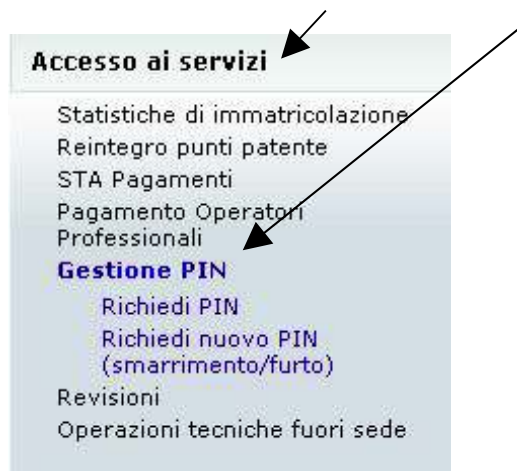 Accesso ai servizi
Statistiche di immatricolazione
Reintegro punti patente
STA Pagamenti
Pagamento Operatori
Professionali
Gestione PIN
Richiedi PIN
Richiedi nuovo PIN
(smarrimento/furto)
Revisioni
Operazioni tecniche fuori sede